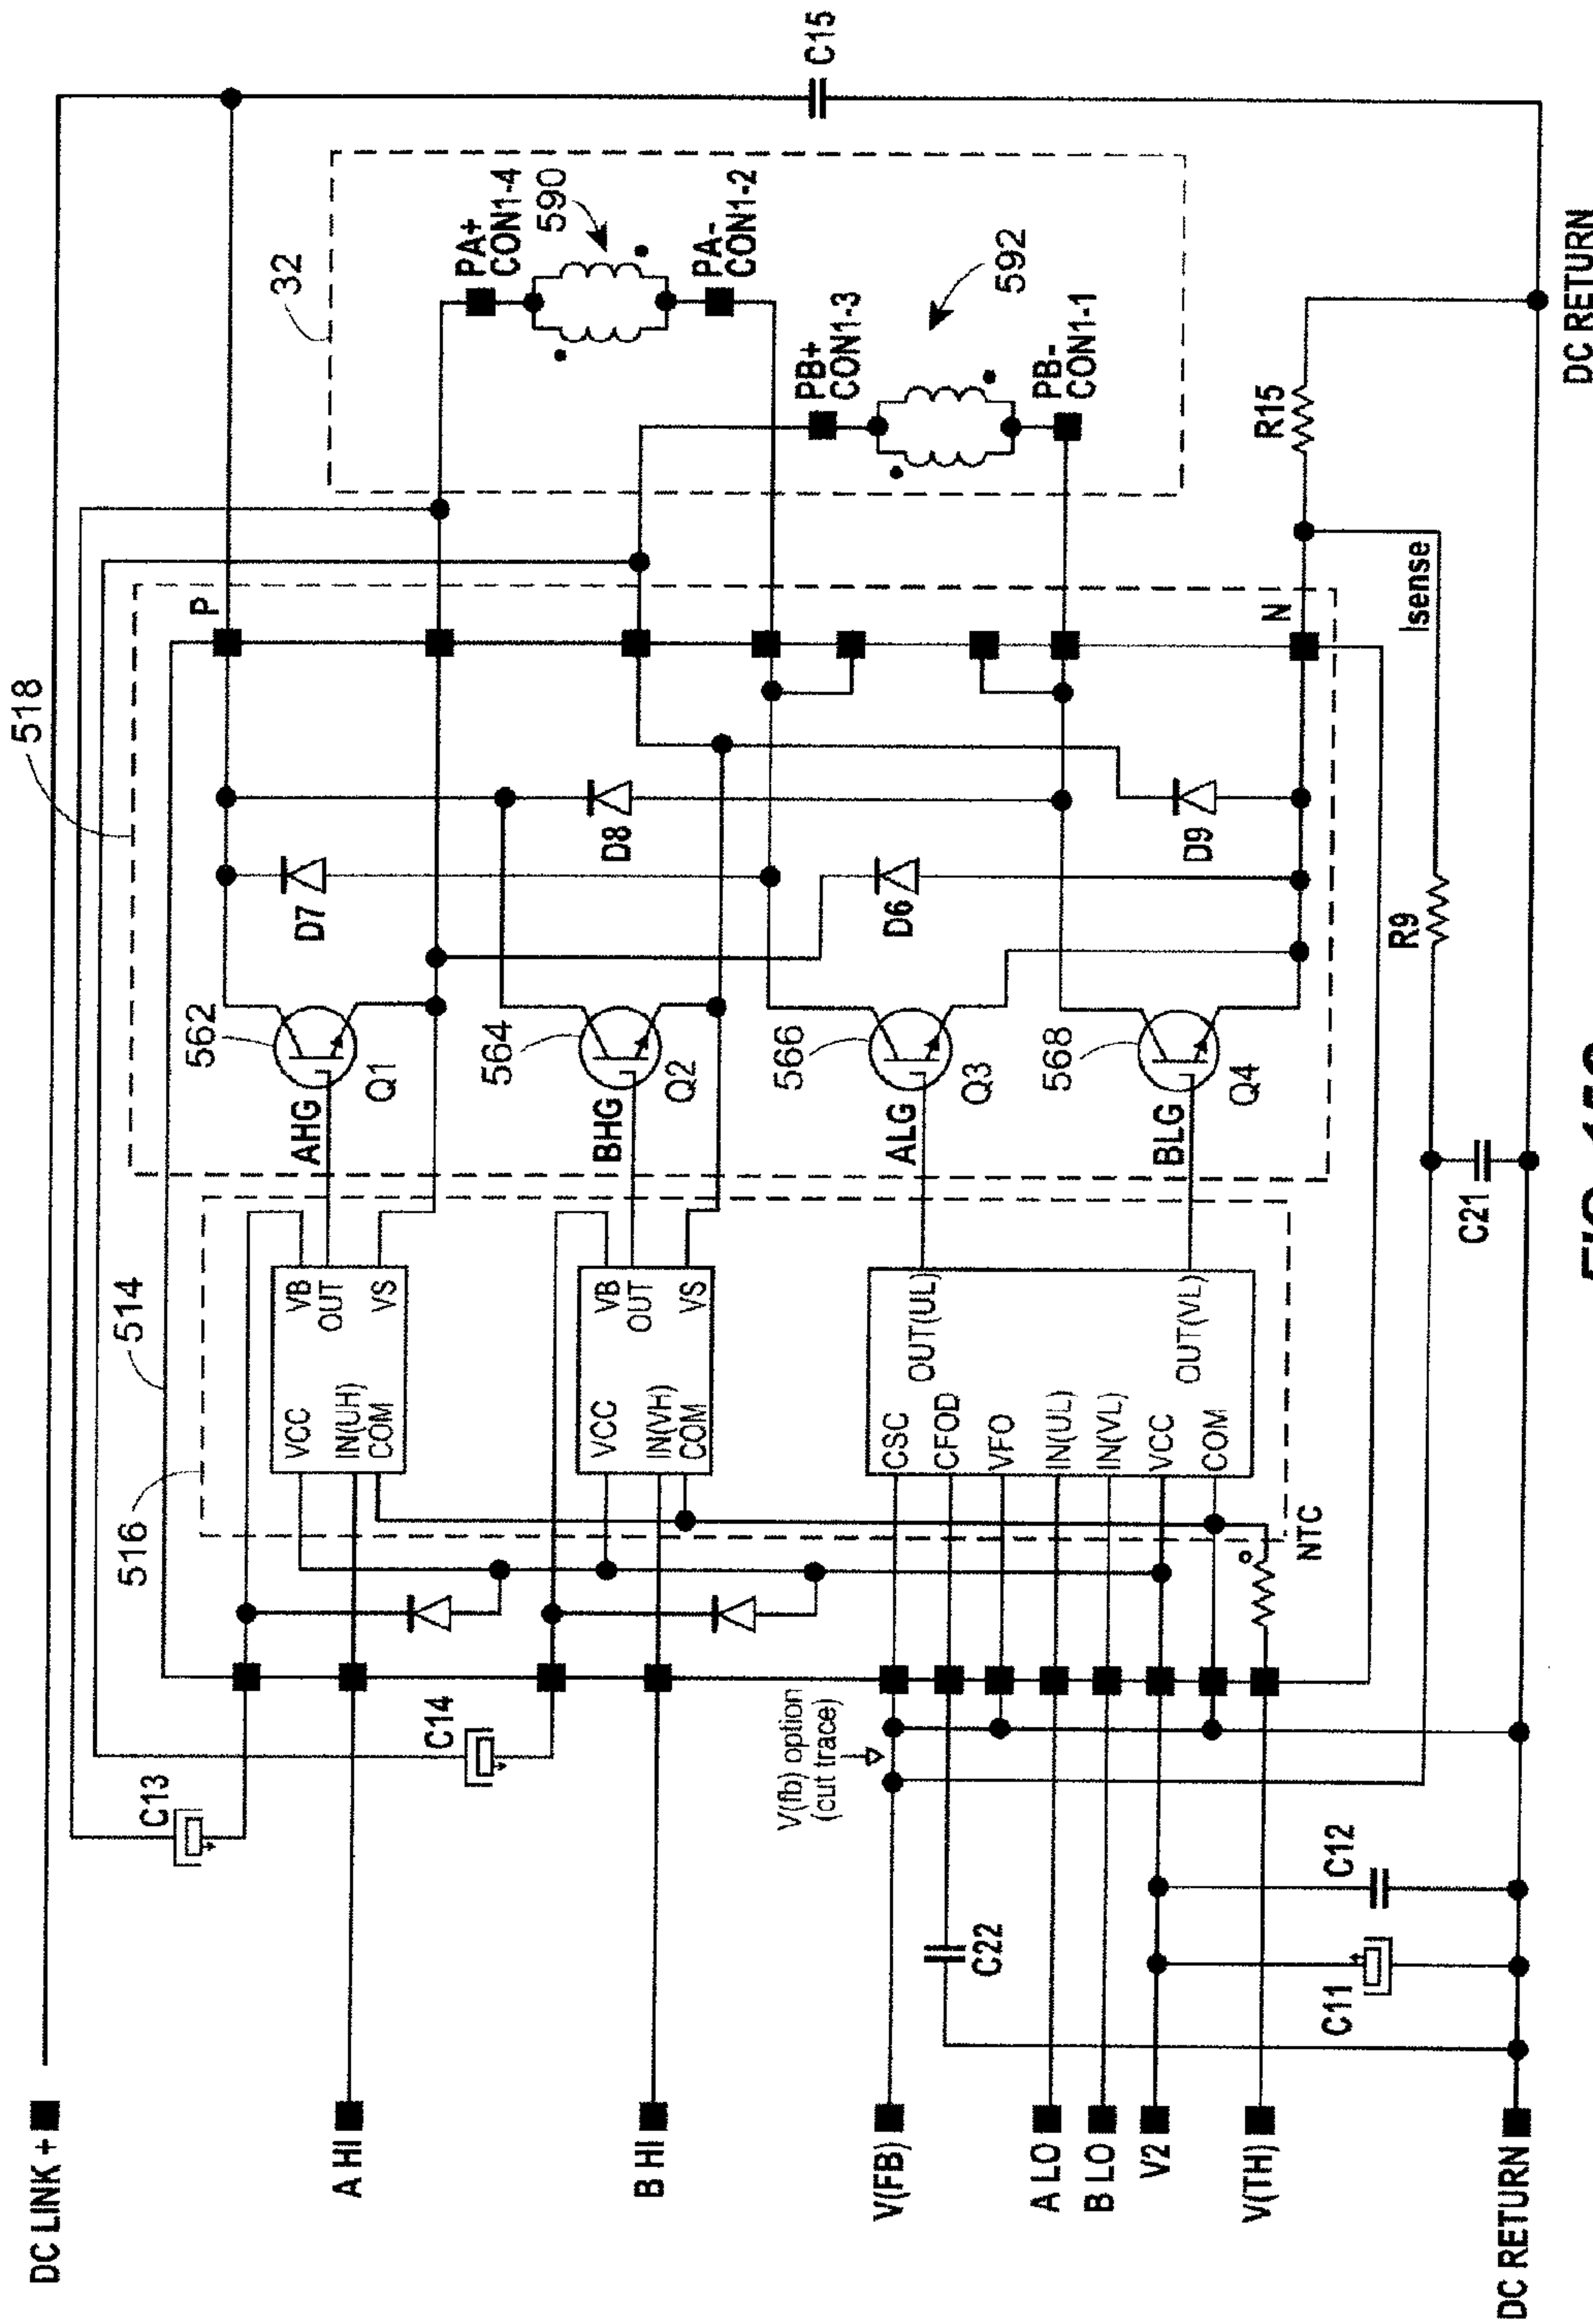 DC LINK +
518
C15
32
PA+
CON1-4
590
PA-
CON1-2
PB+
CON1-3
592
PB-
CON1-1
P
D7
D8
D6
D9
N
R15
Isense
R9
DC RETURN
514
516
562
AHG
Q1
564
BHG
Q2
566
ALG
Q3
568
BLG
Q4
C21
VCC
VB
OUT
IN(UH)
COM
VS
VCC
VB
OUT
IN(VH)
COM
VS
CSC
OUT(UL)
CFOD
VFO
IN(UL)
IN(VL)
VCC
OUT(VL)
COM
NTC
C13
C14
V(fb) option
(cut trace)
C22
C12
C11
A HI
B HI
V(FB)
A LO
B LO
V2
V(TH)
DC RETURN